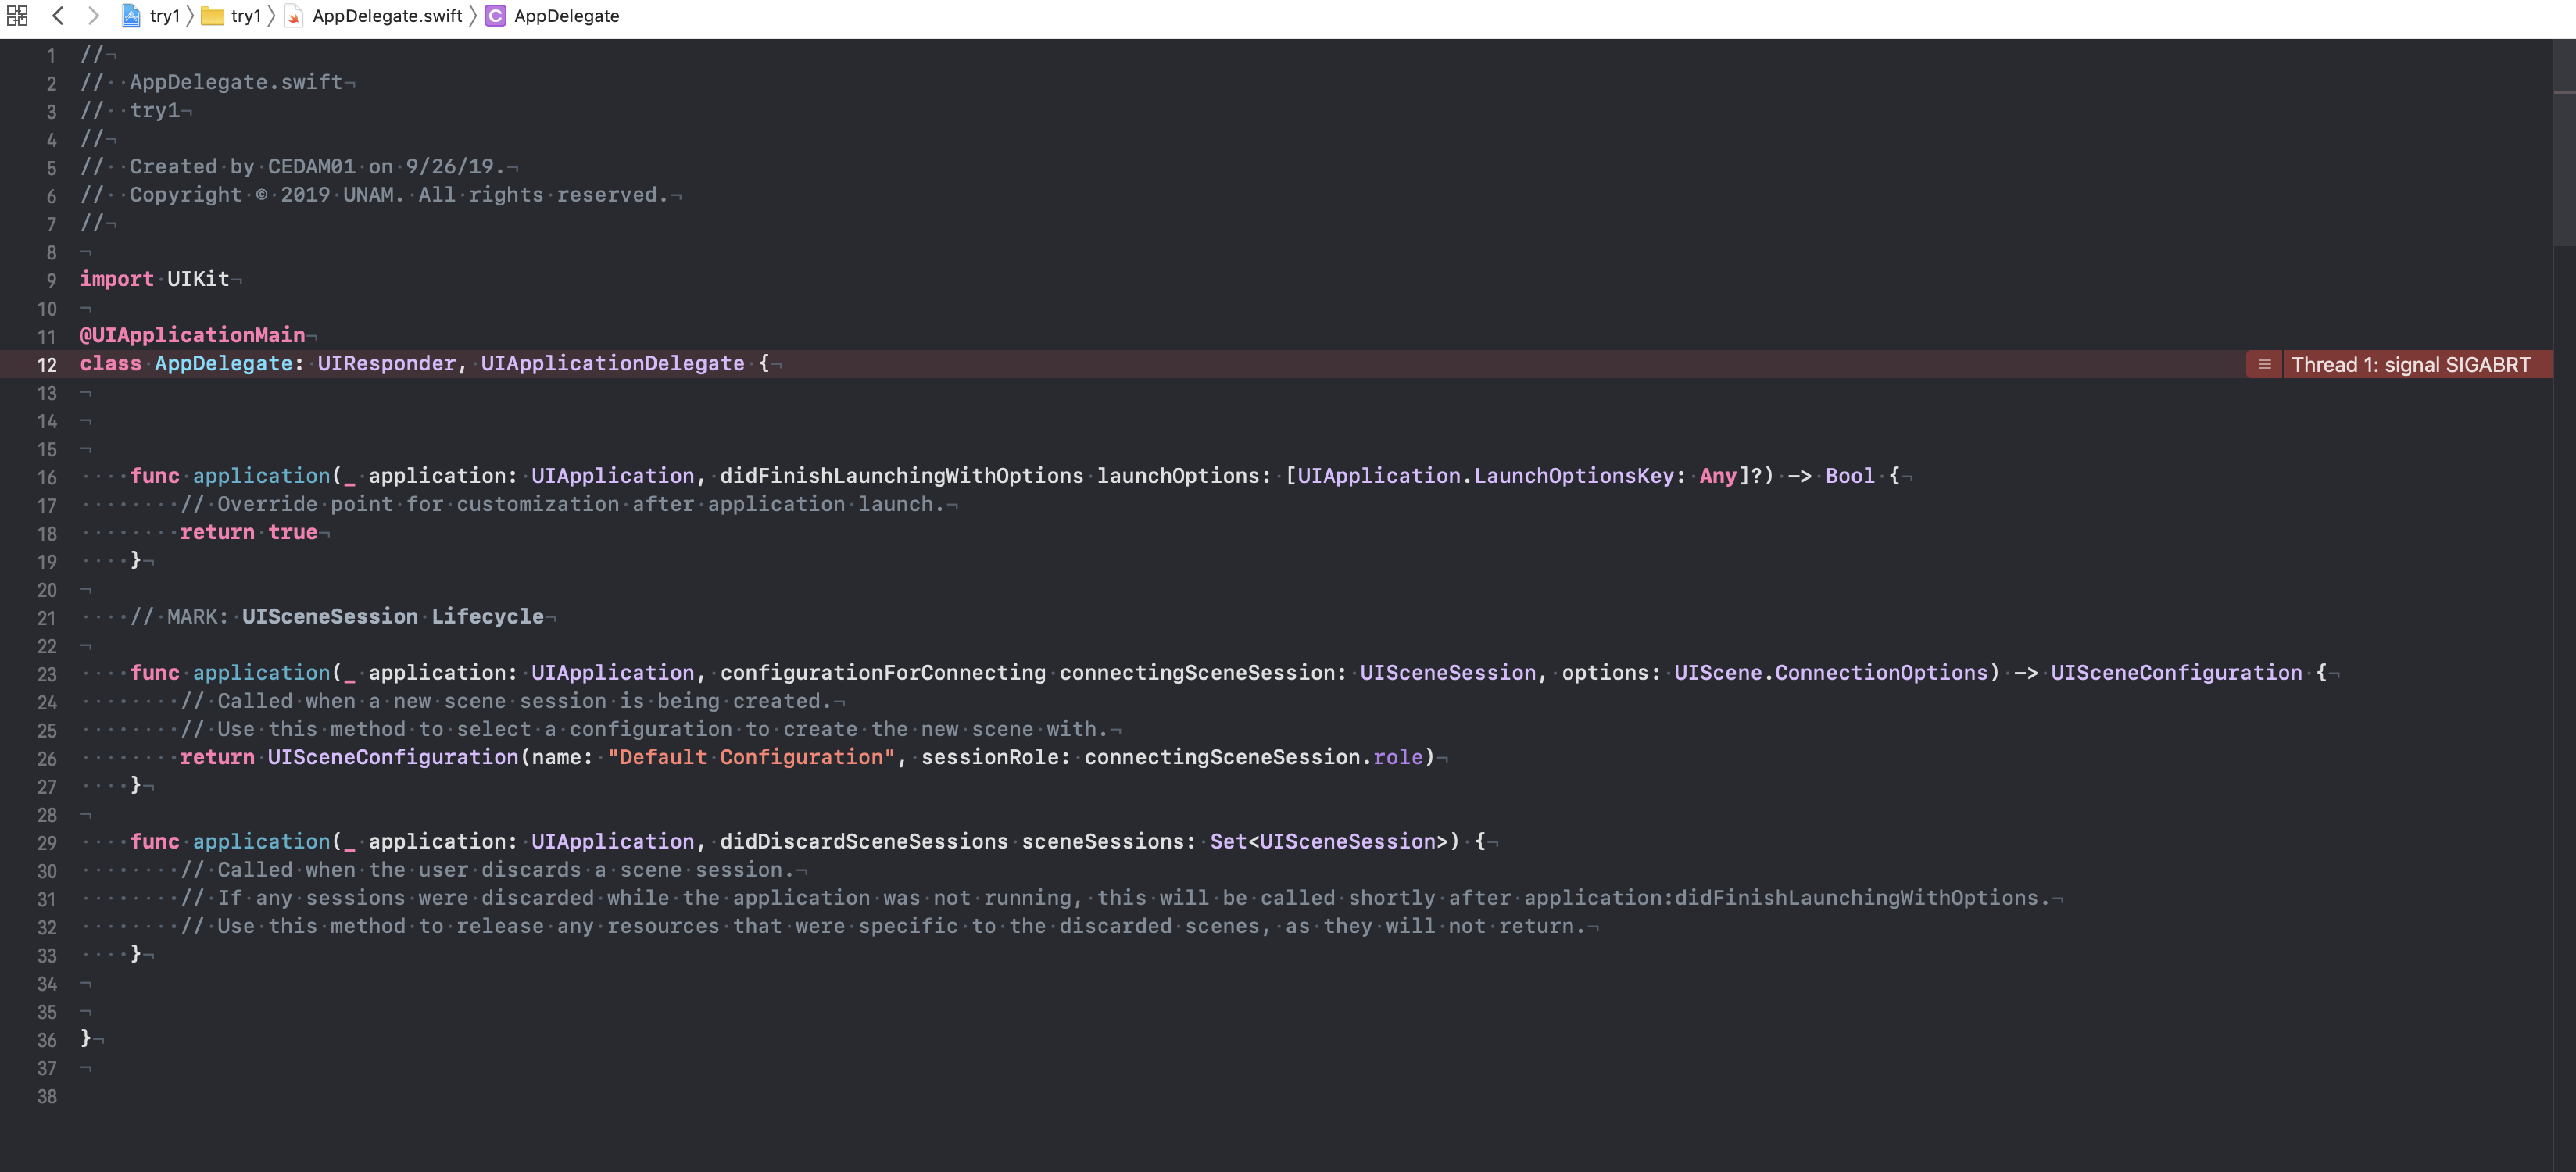 try1 try1 AppDelegate.swift C AppDelegate
1 //
2 //  AppDelegate.swift
3 //  try1
4 //
5 //  Created by CEDAM01 on 9/26/19.
6 //  Copyright © 2019 UNAM. All rights reserved.
7 //
8
9 import UIKit
10
11 @UIApplicationMain
12 class AppDelegate: UIResponder, UIApplicationDelegate { Thread 1: signal SIGABRT
13
14
15
16     func application(_ application: UIApplication, didFinishLaunchingWithOptions launchOptions: [UIApplication.LaunchOptionsKey: Any]?) -> Bool {
17         // Override point for customization after application launch.
18         return true
19     }
20
21     // MARK: UISceneSession Lifecycle
22
23     func application(_ application: UIApplication, configurationForConnecting connectingSceneSession: UISceneSession, options: UIScene.ConnectionOptions) -> UISceneConfiguration {
24         // Called when a new scene session is being created.
25         // Use this method to select a configuration to create the new scene with.
26         return UISceneConfiguration(name: "Default Configuration", sessionRole: connectingSceneSession.role)
27     }
28
29     func application(_ application: UIApplication, didDiscardSceneSessions sceneSessions: Set<UISceneSession>) {
30         // Called when the user discards a scene session.
31         // If any sessions were discarded while the application was not running, this will be called shortly after application:didFinishLaunchingWithOptions.
32         // Use this method to release any resources that were specific to the discarded scenes, as they will not return.
33     }
34
35
36 }
37
38